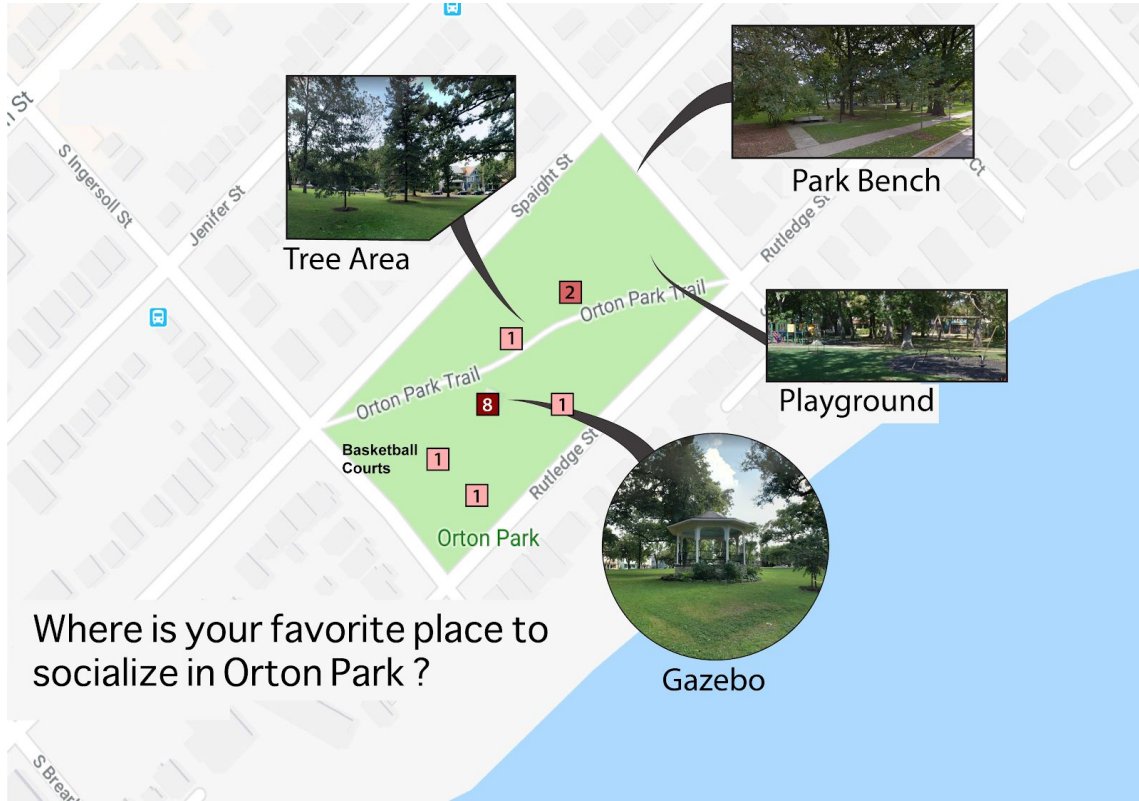 S Ingersoll St
Jenifer St
Spaight St
Rutledge St
Ct
Park Bench
Tree Area
2
Orton Park Trail
1
Orton Park Trail
Playground
8
1
Basketball
Courts
1
1
Rutledge St
Orton Park
Where is your favorite place to
socialize in Orton Park ?
Gazebo